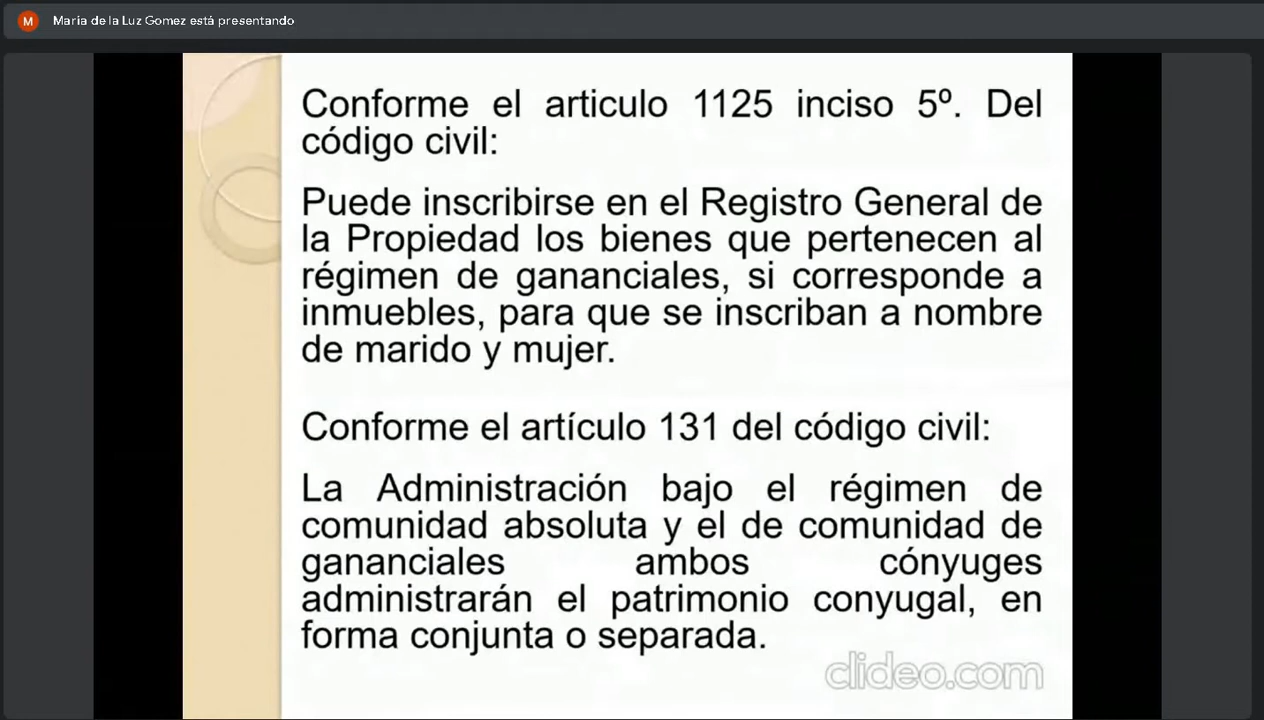 M
María de la Luz Gomez está presentando
Conforme el articulo 1125 inciso 5º. Del
código civil:
Puede inscribirse en el Registro General de
la Propiedad los bienes que pertenecen al
régimen de gananciales, si corresponde a
inmuebles, para que se inscriban a nombre
de marido y mujer.
Conforme el artículo 131 del código civil:
La Administración bajo el régimen de
comunidad absoluta y el de comunidad de
gananciales ambos cónyuges
administrarán el patrimonio conyugal, en
forma conjunta o separada.
clideo.com